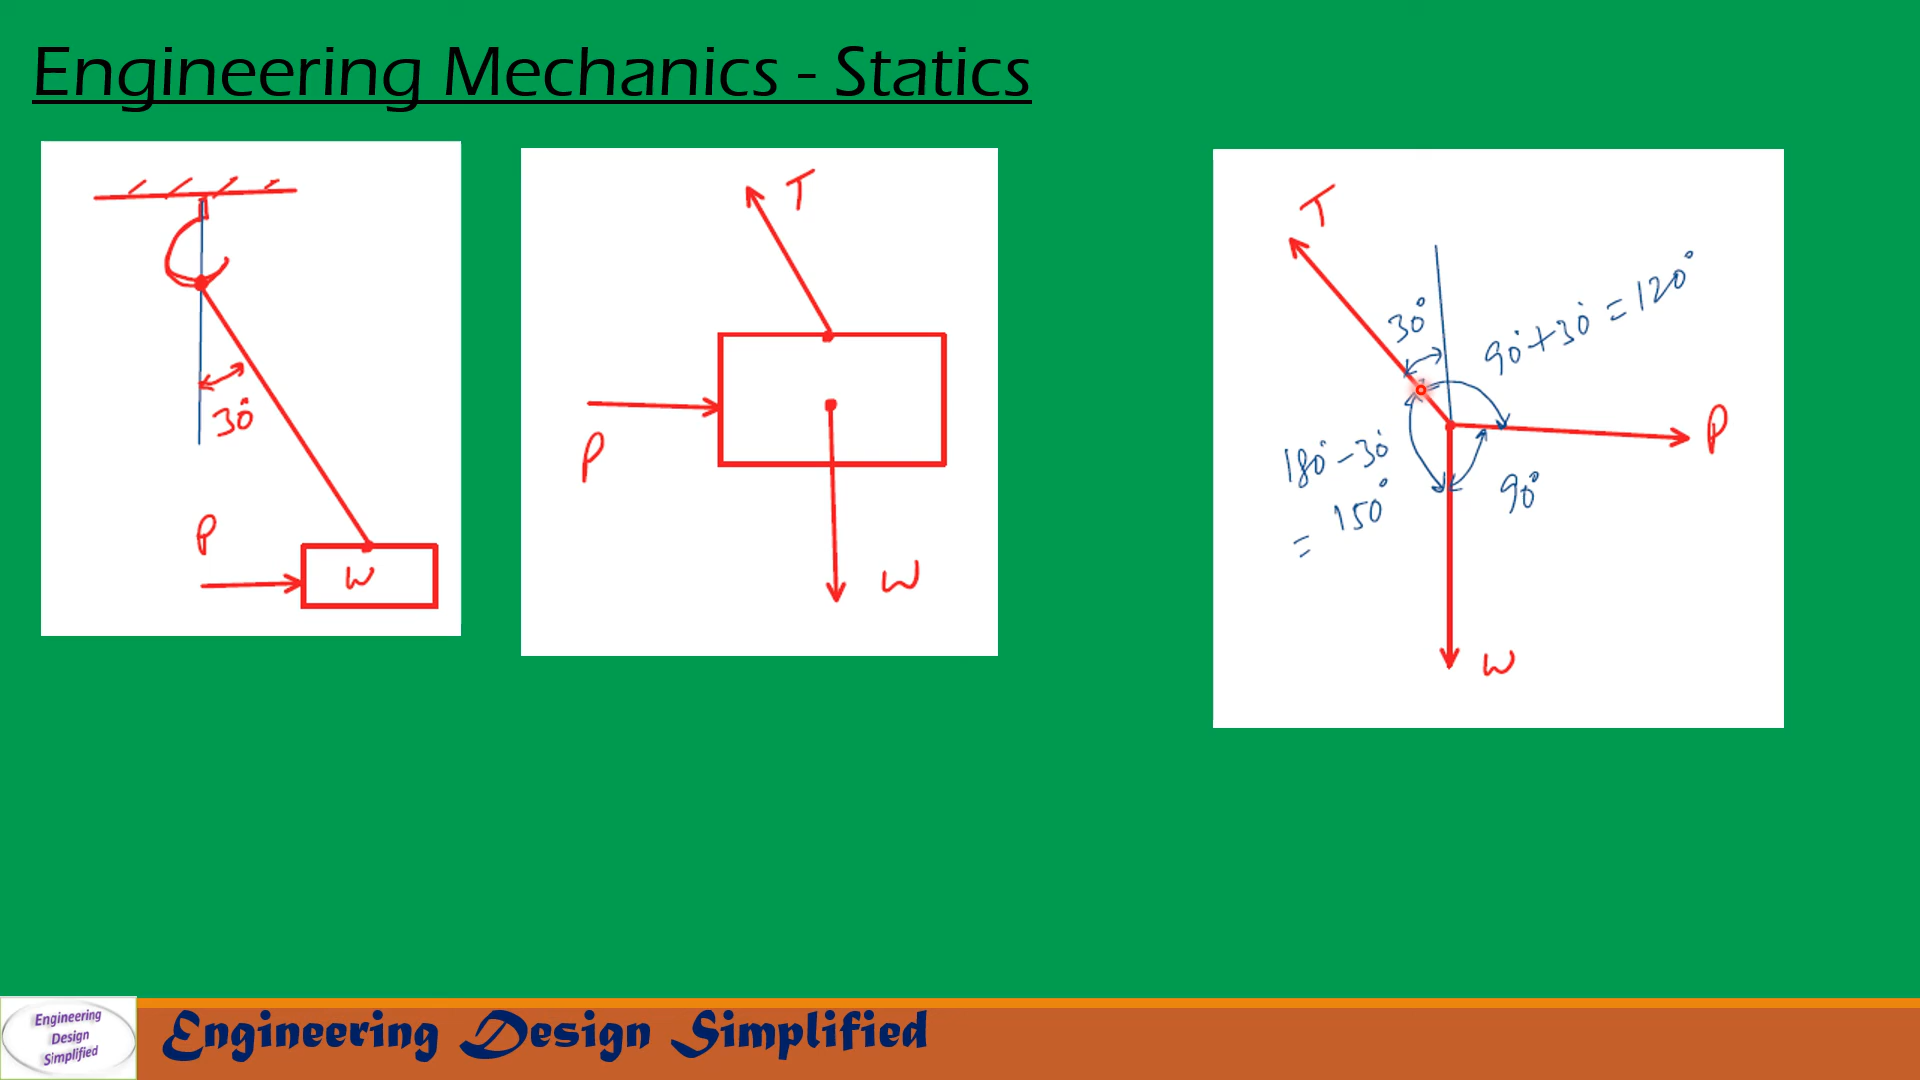 Engineering Mechanics - Statics
30°
P
W
T
P
W
T
30°
90°+30° = 120°
P
180°-30°
= 150°
90°
W
Engineering
Design
Simplified
Engineering Design Simplified